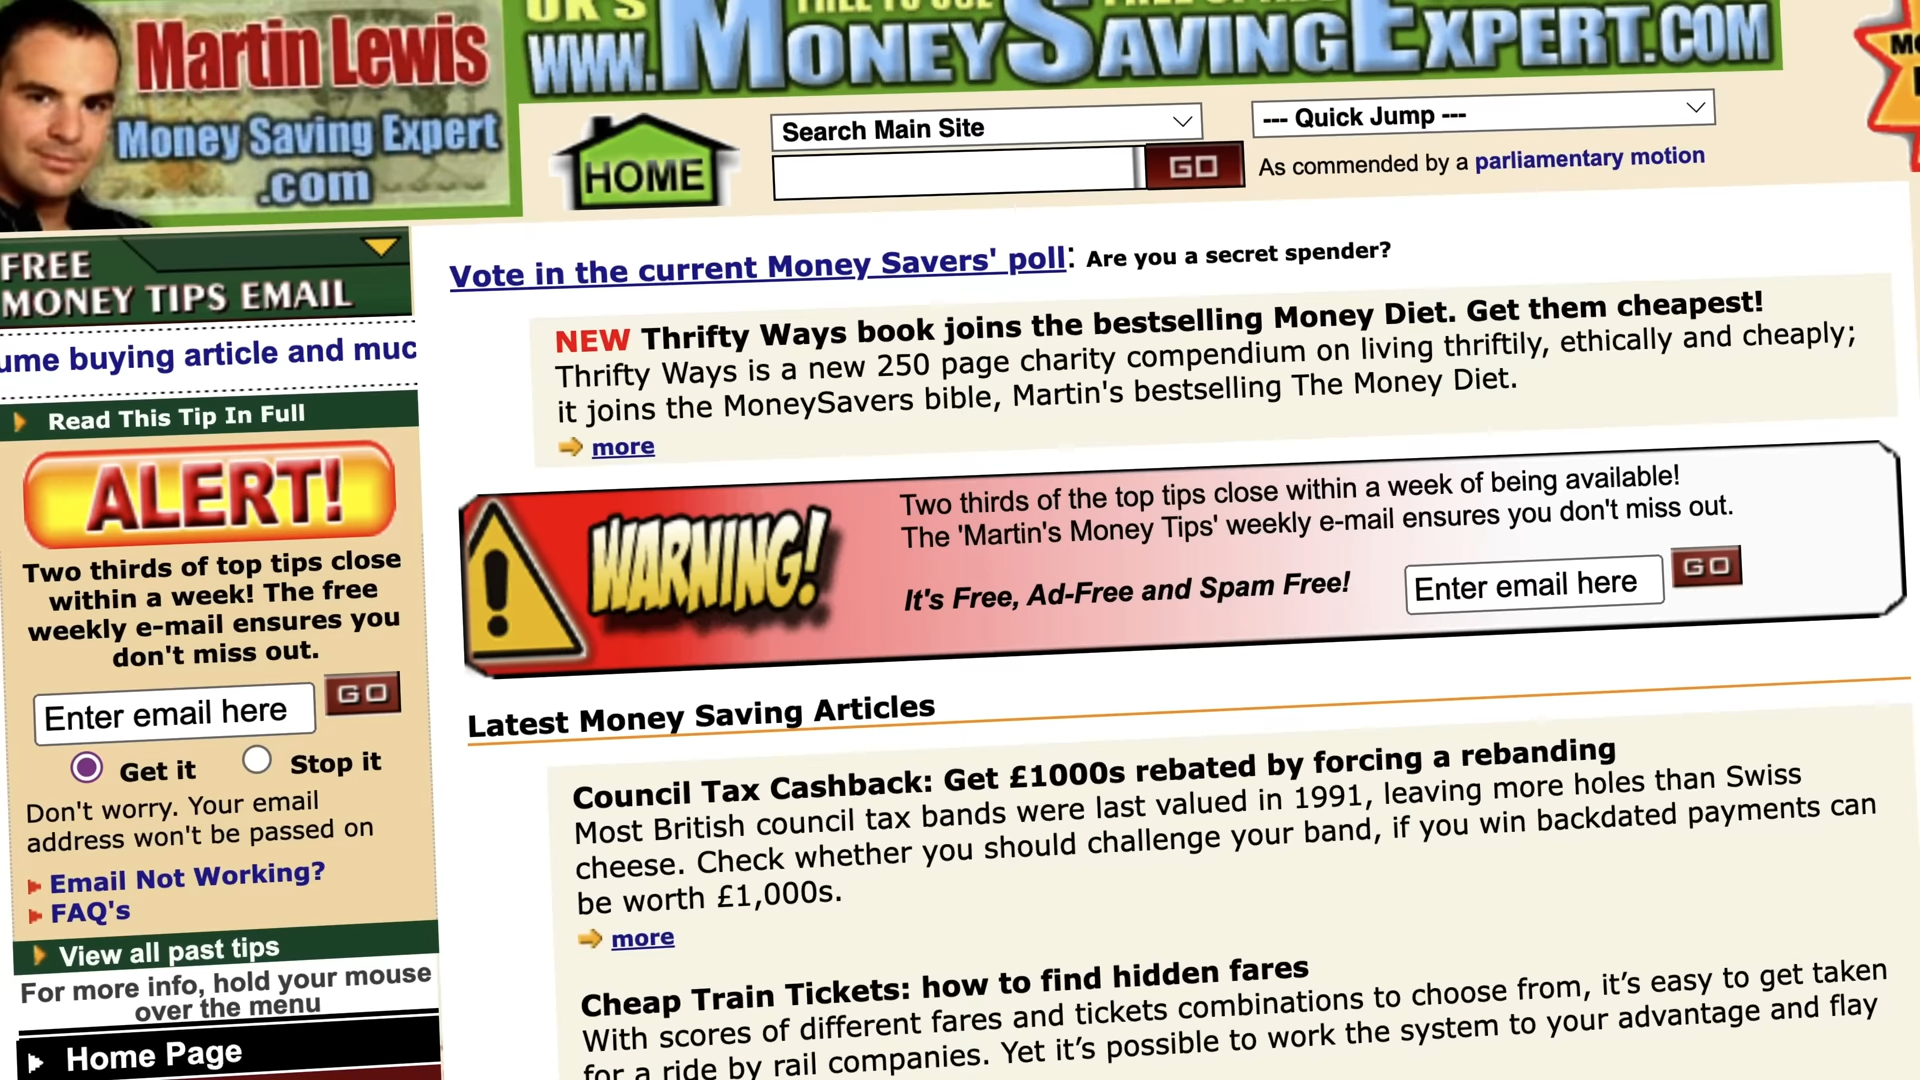 Martin Lewis
Money Saving Expert
.com
UK'S
FREE TO USE
WWW.MONEYSAVINGEXPERT.COM
HOME
Search Main Site
GO
--- Quick Jump ---
As commended by a parliamentary motion
FREE
MONEY TIPS EMAIL
ume buying article and muc
Read This Tip In Full
ALERT!
Two thirds of top tips close
within a week! The free
weekly e-mail ensures you
don't miss out.
Enter email here
GO
Get it
Stop it
Don't worry. Your email
address won't be passed on
Email Not Working?
FAQ's
View all past tips
For more info, hold your mouse
over the menu
Home Page
Vote in the current Money Savers' poll: Are you a secret spender?
NEW Thrifty Ways book joins the bestselling Money Diet. Get them cheapest!
Thrifty Ways is a new 250 page charity compendium on living thriftily, ethically and cheaply;
it joins the MoneySavers bible, Martin's bestselling The Money Diet.
more
WARNING!
Two thirds of the top tips close within a week of being available!
The 'Martin's Money Tips' weekly e-mail ensures you don't miss out.
It's Free, Ad-Free and Spam Free!
Enter email here
GO
Latest Money Saving Articles
Council Tax Cashback: Get £1000s rebated by forcing a rebanding
Most British council tax bands were last valued in 1991, leaving more holes than Swiss
cheese. Check whether you should challenge your band, if you win backdated payments can
be worth £1,000s.
more
Cheap Train Tickets: how to find hidden fares
With scores of different fares and tickets combinations to choose from, it’s easy to get taken
for a ride by rail companies. Yet it’s possible to work the system to your advantage and flay